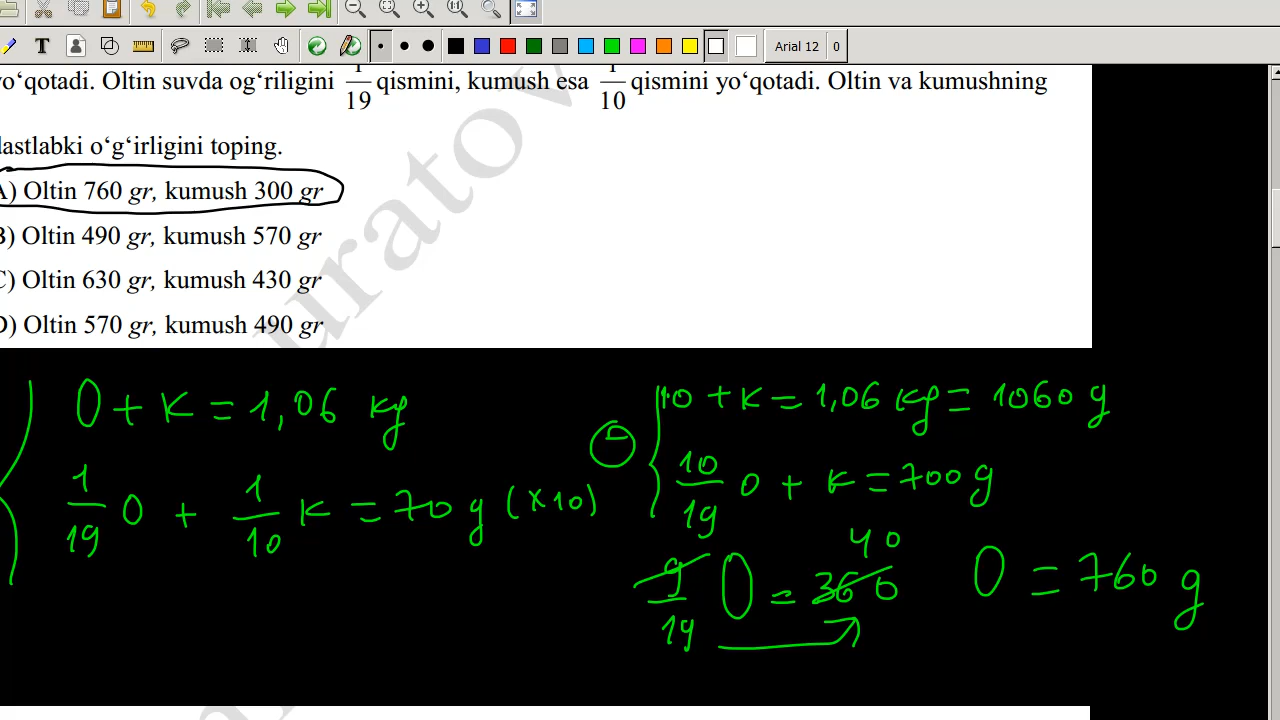 Arial 12 0
yo‘qotadi. Oltin suvda og‘riligini 1/19 qismini, kumush esa 1/10 qismini yo‘qotadi. Oltin va kumushning
dastlabki o‘g‘irligini toping.
A) Oltin 760 gr, kumush 300 gr
B) Oltin 490 gr, kumush 570 gr
C) Oltin 630 gr, kumush 430 gr
D) Oltin 570 gr, kumush 490 gr
uratov
O + K = 1,06 kg
1/19 O + 1/10 K = 70 g (×10)
10 + K = 1,06 kg = 1060 g
10/19 O + K = 700 g
9/19 O = 360
40
O = 760 g